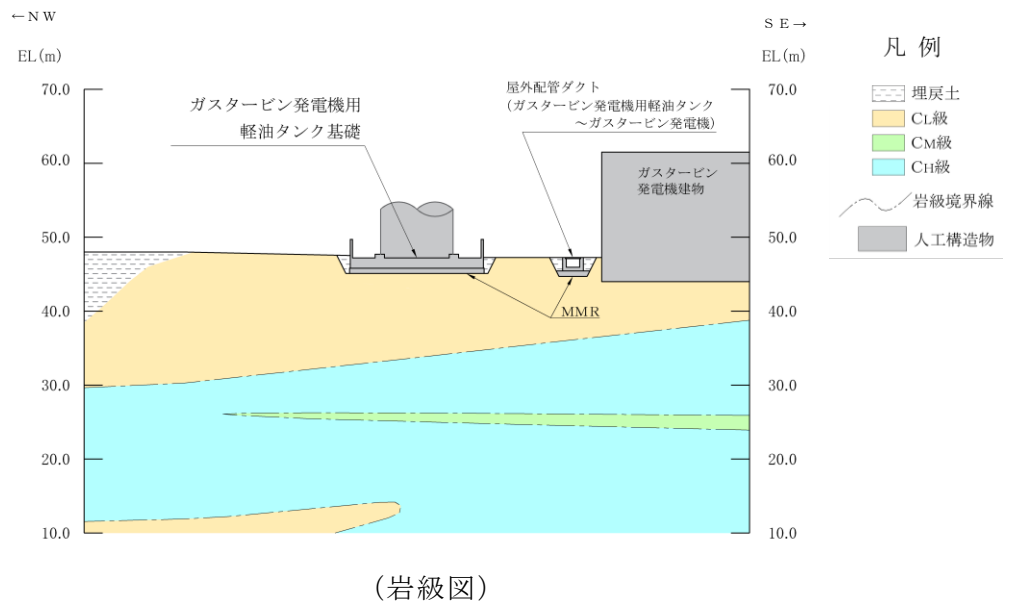 ←ＮＷ
ＳＥ→
EL(m)
EL(m)
凡 例
埋戻土
CL級
CM級
CH級
岩級境界線
人工構造物
70.0
60.0
50.0
40.0
30.0
20.0
10.0
70.0
60.0
50.0
40.0
30.0
20.0
10.0
ガスタービン発電機用
軽油タンク基礎
屋外配管ダクト
(ガスタービン発電機用軽油タンク
～ガスタービン発電機)
ガスタービン
発電機建物
MMR
(岩級図)